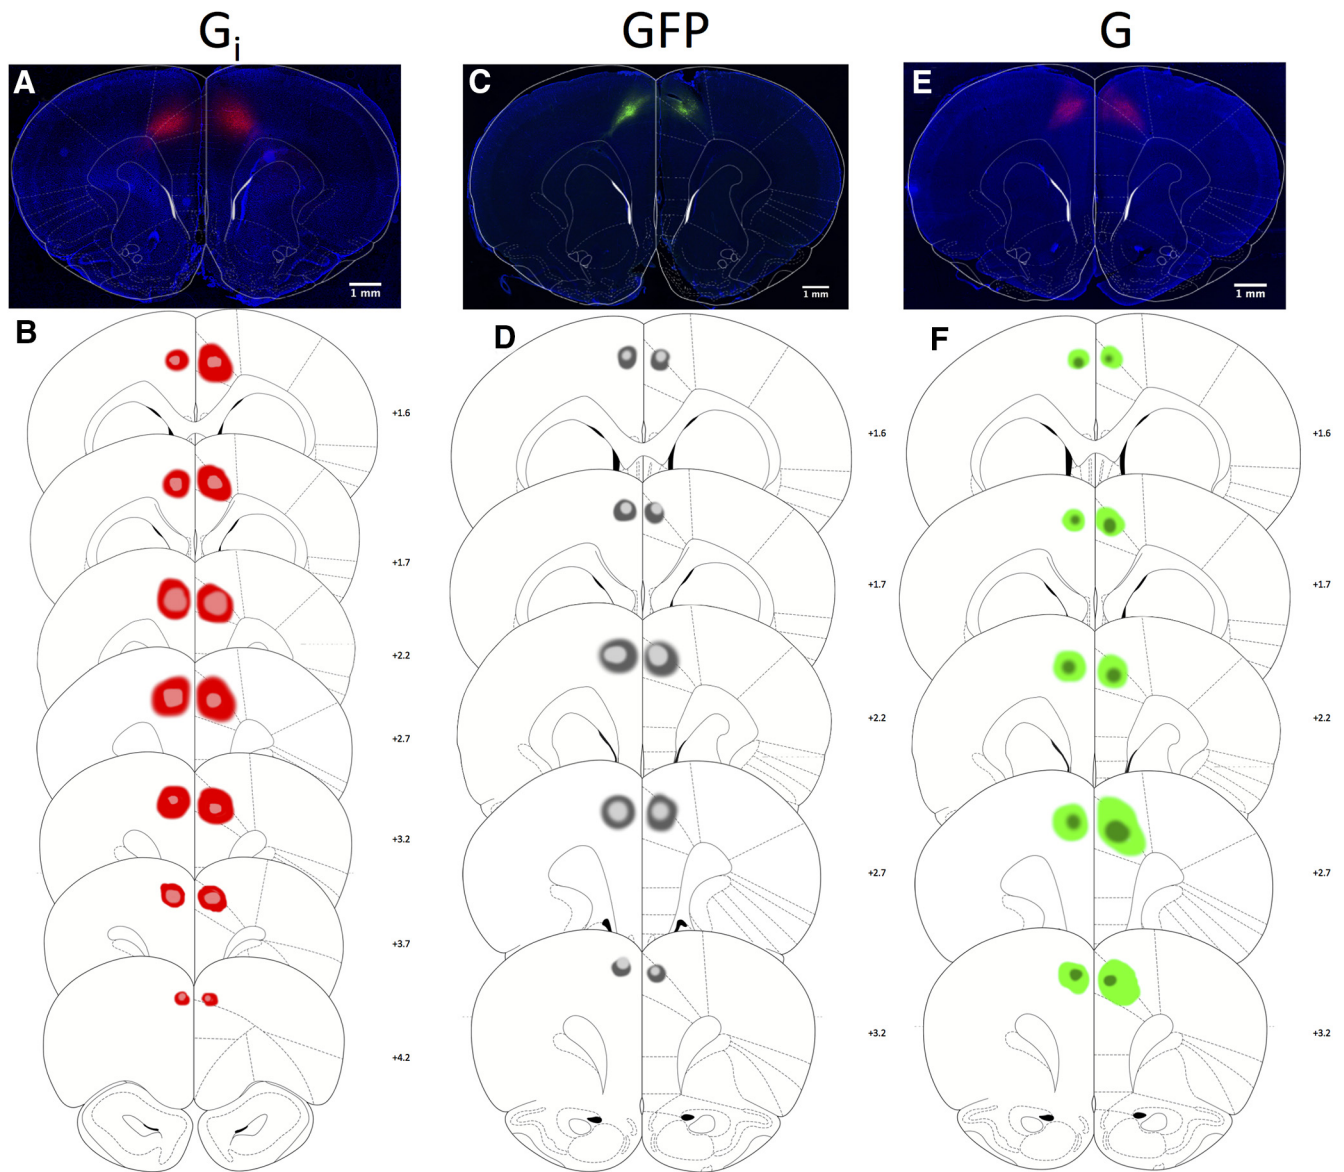 Gi
GFP
G
A
C
E
1 mm
1 mm
1 mm
B
D
F
+1.6
+1.7
+2.2
+2.7
+3.2
+3.7
+4.2
+1.6
+1.7
+2.2
+2.7
+3.2
+1.6
+1.7
+2.2
+2.7
+3.2